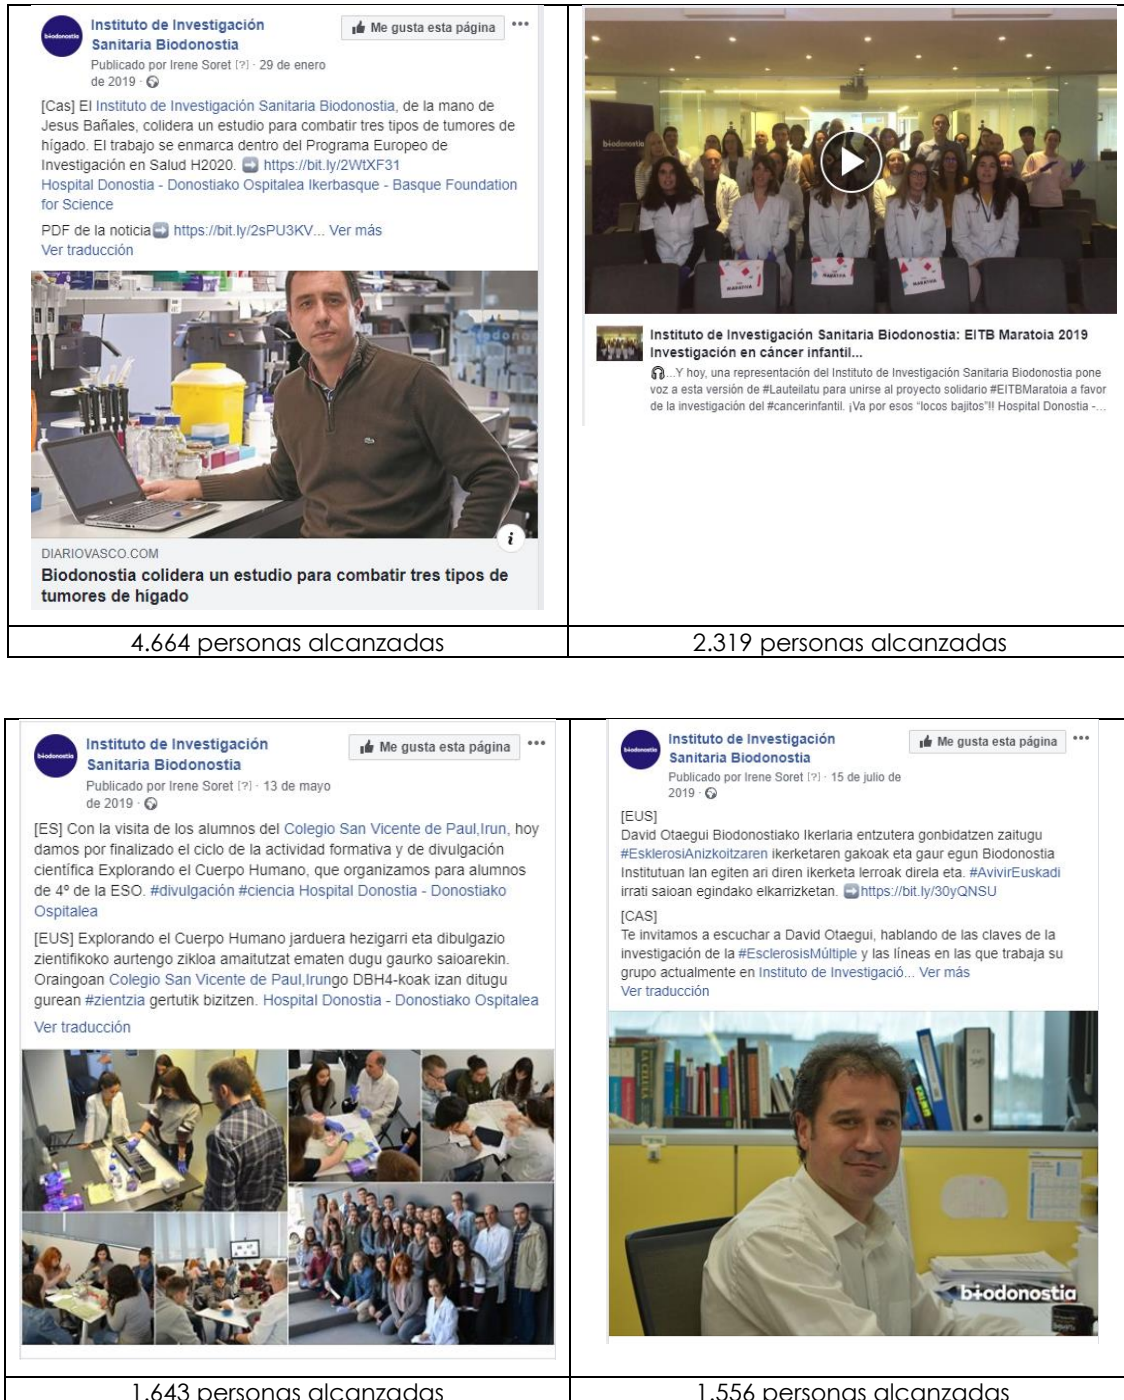 biodonostia
Instituto de Investigación
Sanitaria Biodonostia
Me gusta esta página
Publicado por Irene Soret [?] · 29 de enero
de 2019 ·
[Cas] El Instituto de Investigación Sanitaria Biodonostia, de la mano de
Jesus Bañales, colidera un estudio para combatir tres tipos de tumores de
hígado. El trabajo se enmarca dentro del Programa Europeo de
Investigación en Salud H2020. ➡ https://bit.ly/2WtXF31
Hospital Donostia - Donostiako Ospitalea Ikerbasque - Basque Foundation
for Science
PDF de la noticia ➡ https://bit.ly/2sPU3KV... Ver más
Ver traducción
DIARIOVASCO.COM
Biodonostia colidera un estudio para combatir tres tipos de
tumores de hígado
4.664 personas alcanzadas
biodonostia
MARATOIA
MARATOIA
MARATOIA
Instituto de Investigación Sanitaria Biodonostia: EITB Maratoia 2019
Investigación en cáncer infantil...
...Y hoy, una representación del Instituto de Investigación Sanitaria Biodonostia pone
voz a esta versión de #Lauteilatu para unirse al proyecto solidario #EITBMaratoia a favor
de la investigación del #cancerinfantil. ¡Va por esos “locos bajitos”!! Hospital Donostia -...
2.319 personas alcanzadas
biodonostia
Instituto de Investigación
Sanitaria Biodonostia
Me gusta esta página
Publicado por Irene Soret [?] · 13 de mayo
de 2019 ·
[ES] Con la visita de los alumnos del Colegio San Vicente de Paul,Irun, hoy
damos por finalizado el ciclo de la actividad formativa y de divulgación
científica Explorando el Cuerpo Humano, que organizamos para alumnos
de 4º de la ESO. #divulgación #ciencia Hospital Donostia - Donostiako
Ospitalea
[EUS] Explorando el Cuerpo Humano jarduera hezigarri eta dibulgazio
zientifikoko aurtengo zikloa amaitutzat ematen dugu gaurko saioarekin.
Oraingoan Colegio San Vicente de Paul,Irungo DBH4-koak izan ditugu
gurean #zientzia gertutik bizitzen. Hospital Donostia - Donostiako Ospitalea
Ver traducción
1.643 personas alcanzadas
biodonostia
Instituto de Investigación
Sanitaria Biodonostia
Me gusta esta página
Publicado por Irene Soret [?] · 15 de julio de
2019 ·
[EUS]
David Otaegui Biodonostiako Ikerlaria entzutera gonbidatzen zaitugu
#EsklerosiAnizkoitzaren ikerketaren gakoak eta gaur egun Biodonostia
Institutuan lan egiten ari diren ikerketa lerroak direla eta. #AvivirEuskadi
irrati saioan egindako elkarrizketan. ➡https://bit.ly/30yQNSU
[CAS]
Te invitamos a escuchar a David Otaegui, hablando de las claves de la
investigación de la #EsclerosisMúltiple y las líneas en las que trabaja su
grupo actualmente en Instituto de Investigació... Ver más
Ver traducción
biodonostia
1.556 personas alcanzadas